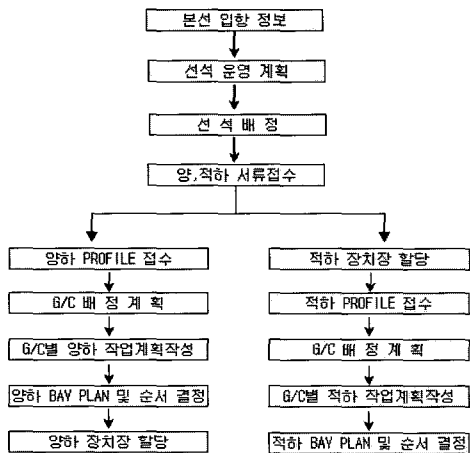 본선 입항 정보
선석 운영 계획
선 석 배 정
양,적하 서류접수
양하 PROFILE 접수
G/C 배정 계획
G/C별 양하 작업계획작성
양하 BAY PLAN 및 순서 결정
양하 장치장 할당
적하 장치장 할당
적하 PROFILE 접수
G/C 배 정 계 획
G/C별 적하 작업계획작성
적하 BAY PLAN 및 순서 결정